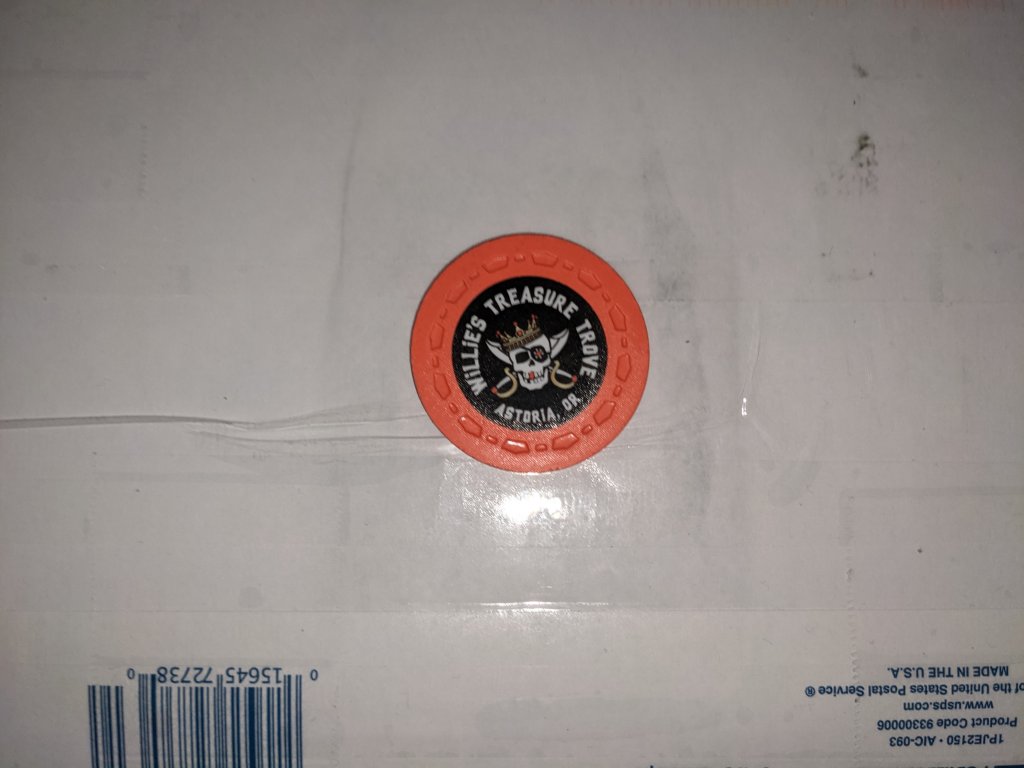 WILLIE'S TREASURE TROVE
ASTORIA, OR.
0 15645 72738 0
1PJE2150 • AIC-093
Product Code 93300006
www.usps.com
of the United States Postal Service ®
MADE IN THE U.S.A.